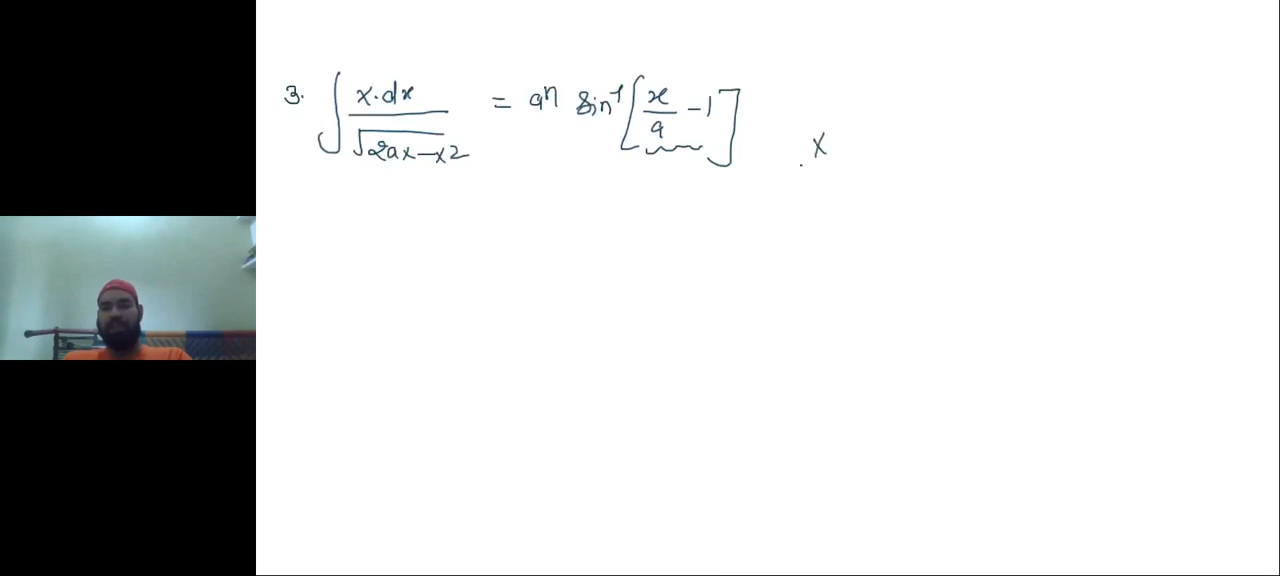 3. ∫ x·dx / √2ax-x2 = aⁿ sin⁻¹ [x/a - 1] . x